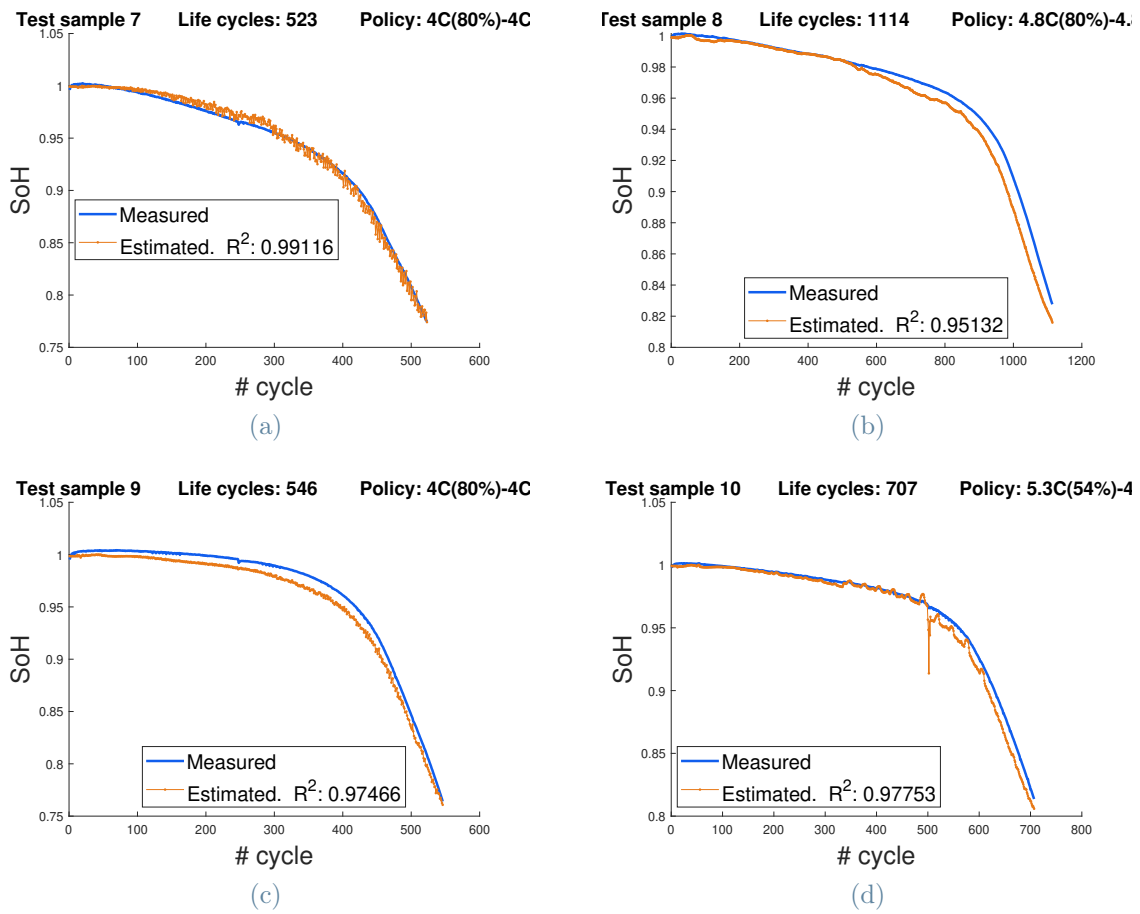 Test sample 7 Life cycles: 523 Policy: 4C(80%)-4C
1.05
1
0.95
0.9
0.85
0.8
0.75
SoH
Measured
Estimated. R²: 0.99116
0 100 200 300 400 500 600
# cycle
(a)
Test sample 8 Life cycles: 1114 Policy: 4.8C(80%)-4.8
1
0.98
0.96
0.94
0.92
0.9
0.88
0.86
0.84
0.82
0.8
SoH
Measured
Estimated. R²: 0.95132
0 200 400 600 800 1000 1200
# cycle
(b)
Test sample 9 Life cycles: 546 Policy: 4C(80%)-4C
1.05
1
0.95
0.9
0.85
0.8
0.75
SoH
Measured
Estimated. R²: 0.97466
0 100 200 300 400 500 600
# cycle
(c)
Test sample 10 Life cycles: 707 Policy: 5.3C(54%)-4
1.05
1
0.95
0.9
0.85
0.8
SoH
Measured
Estimated. R²: 0.97753
0 100 200 300 400 500 600 700 800
# cycle
(d)